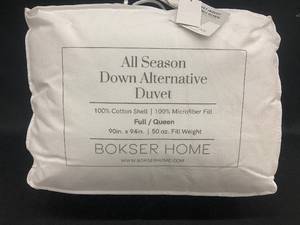 All Season
Down Alternative
Duvet
100% Cotton Shell | 100% Microfiber Fill
Full / Queen
90in. x 94in. | 50 oz. Fill Weight
BOKSER HOME
WWW.BOKSERHOME.COM